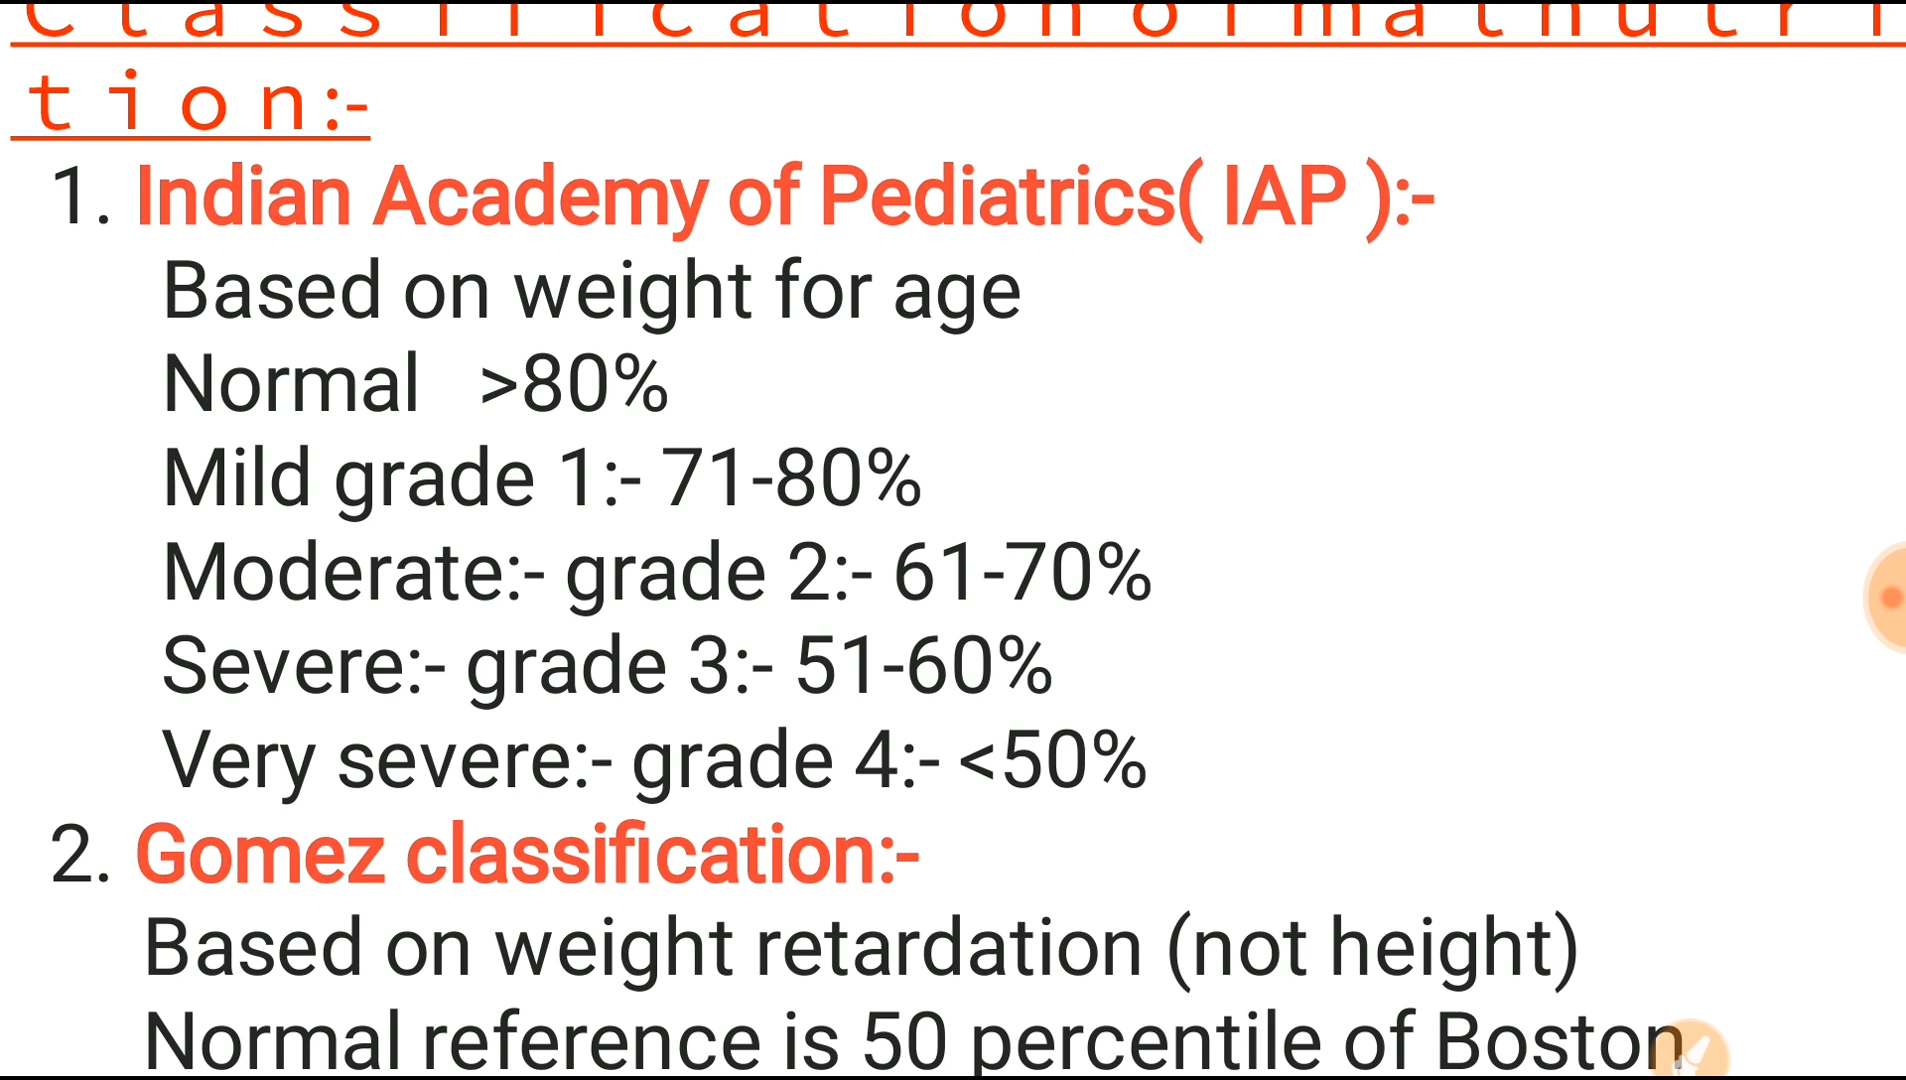 C l a s s i f i c a t i o n o f m a l n u t r i
t i o n:-
1. Indian Academy of Pediatrics( IAP ):-
Based on weight for age
Normal >80%
Mild grade 1:- 71-80%
Moderate:- grade 2:- 61-70%
Severe:- grade 3:- 51-60%
Very severe:- grade 4:- <50%
2. Gomez classification:-
Based on weight retardation (not height)
Normal reference is 50 percentile of Boston